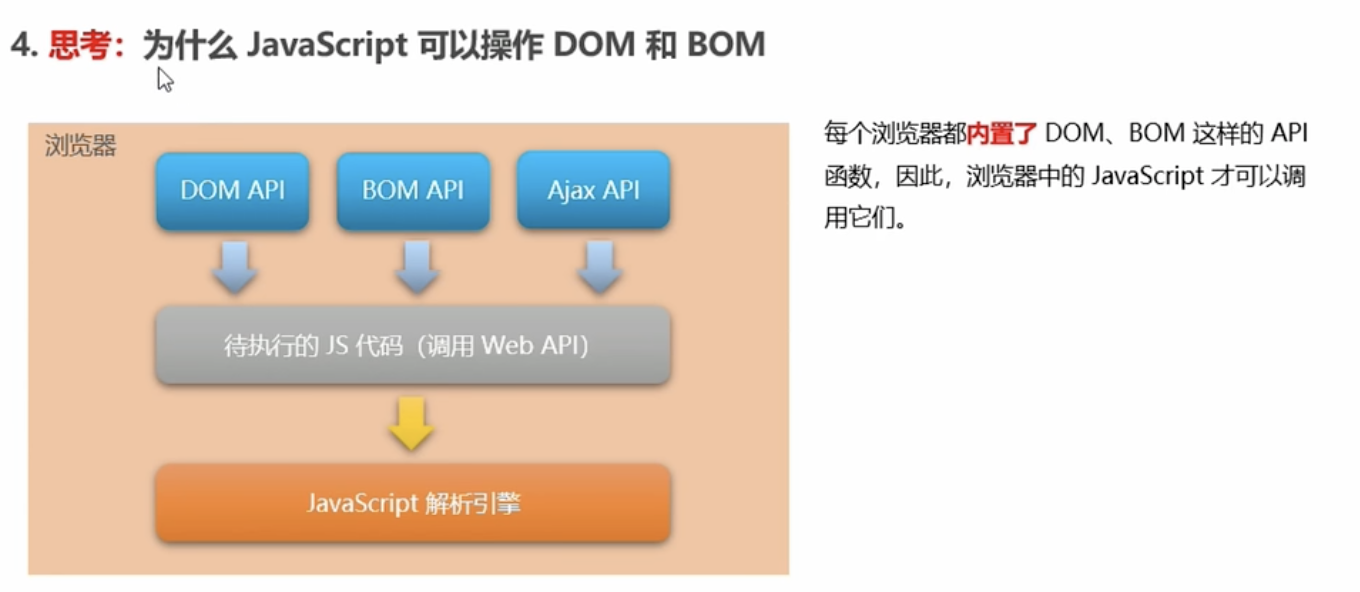 4. 思考：为什么 JavaScript 可以操作 DOM 和 BOM
浏览器
DOM API
BOM API
Ajax API
待执行的 JS 代码（调用 Web API）
JavaScript 解析引擎
每个浏览器都内置了 DOM、BOM 这样的 API
函数，因此，浏览器中的 JavaScript 才可以调
用它们。